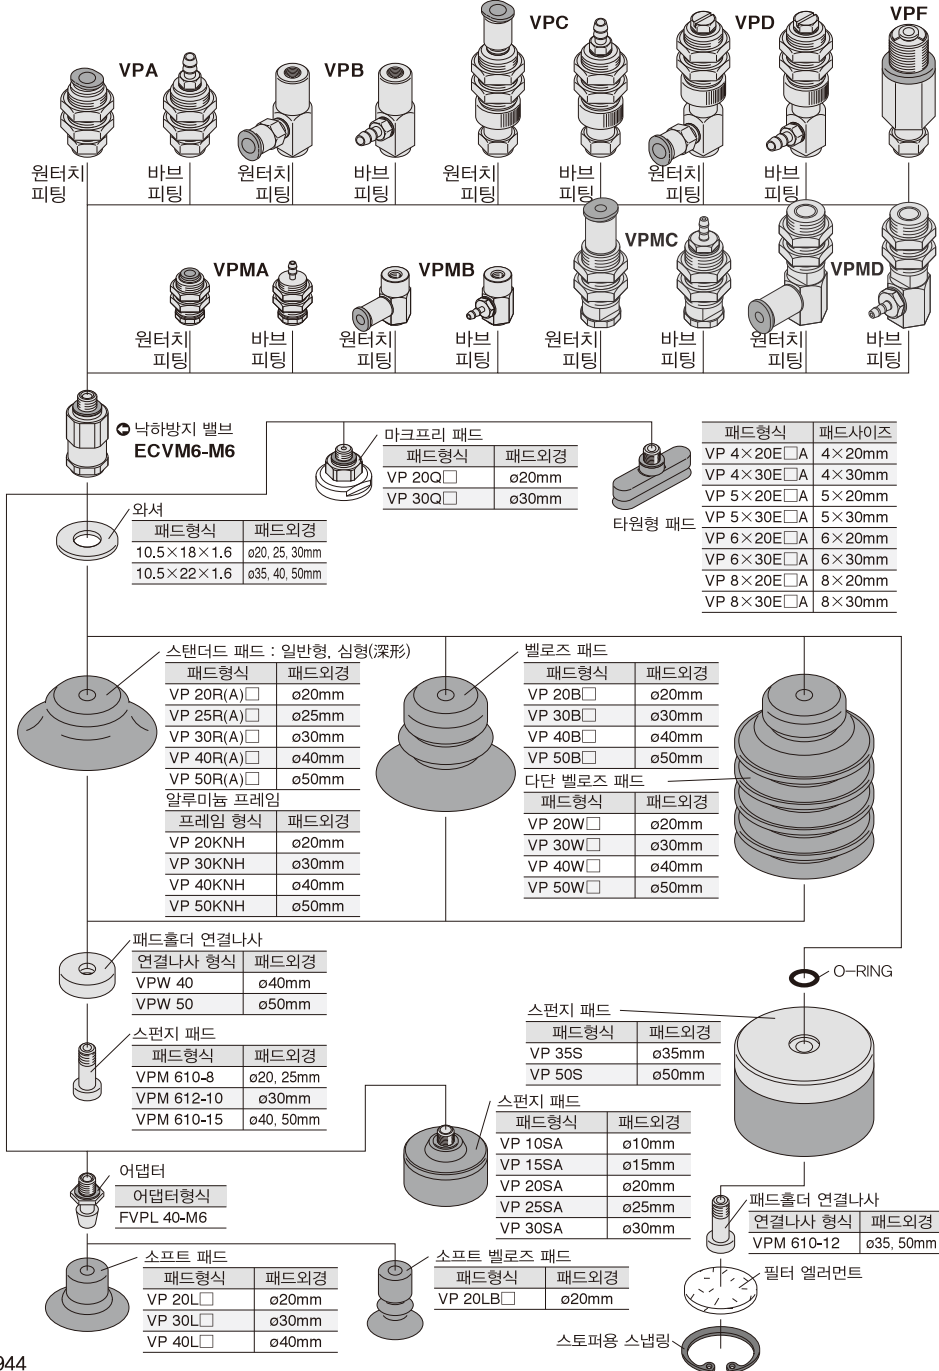 VPA
VPB
VPC
VPD
VPF
원터치
피팅
바브
피팅
원터치
피팅
바브
피팅
원터치
피팅
바브
피팅
원터치
피팅
바브
피팅
VPMA
VPMB
VPMC
VPMD
원터치
피팅
바브
피팅
원터치
피팅
바브
피팅
원터치
피팅
바브
피팅
원터치
피팅
바브
피팅
낙하방지 밸브
ECVM6-M6
마크프리 패드
패드형식 패드외경
VP 20Q□ ø20mm
VP 30Q□ ø30mm
타원형 패드
패드형식 패드사이즈
VP 4×20E□A 4×20mm
VP 4×30E□A 4×30mm
VP 5×20E□A 5×20mm
VP 5×30E□A 5×30mm
VP 6×20E□A 6×20mm
VP 6×30E□A 6×30mm
VP 8×20E□A 8×20mm
VP 8×30E□A 8×30mm
와셔
패드형식 패드외경
10.5×18×1.6 ø20, 25, 30mm
10.5×22×1.6 ø35, 40, 50mm
스탠더드 패드 : 일반형, 심형(深形)
패드형식 패드외경
VP 20R(A)□ ø20mm
VP 25R(A)□ ø25mm
VP 30R(A)□ ø30mm
VP 40R(A)□ ø40mm
VP 50R(A)□ ø50mm
알루미늄 프레임
프레임 형식 패드외경
VP 20KNH ø20mm
VP 30KNH ø30mm
VP 40KNH ø40mm
VP 50KNH ø50mm
벨로즈 패드
패드형식 패드외경
VP 20B□ ø20mm
VP 30B□ ø30mm
VP 40B□ ø40mm
VP 50B□ ø50mm
다단 벨로즈 패드
패드형식 패드외경
VP 20W□ ø20mm
VP 30W□ ø30mm
VP 40W□ ø40mm
VP 50W□ ø50mm
패드홀더 연결나사
연결나사 형식 패드외경
VPW 40 ø40mm
VPW 50 ø50mm
스펀지 패드
패드형식 패드외경
VPM 610-8 ø20, 25mm
VPM 612-10 ø30mm
VPM 610-15 ø40, 50mm
O-RING
스펀지 패드
패드형식 패드외경
VP 35S ø35mm
VP 50S ø50mm
스펀지 패드
패드형식 패드외경
VP 10SA ø10mm
VP 15SA ø15mm
VP 20SA ø20mm
VP 25SA ø25mm
VP 30SA ø30mm
어댑터
어댑터형식
FVPL 40-M6
패드홀더 연결나사
연결나사 형식 패드외경
VPM 610-12 ø35, 50mm
소프트 패드
패드형식 패드외경
VP 20L□ ø20mm
VP 30L□ ø30mm
VP 40L□ ø40mm
소프트 벨로즈 패드
패드형식 패드외경
VP 20LB□ ø20mm
필터 엘러먼트
스토퍼용 스냅링
944